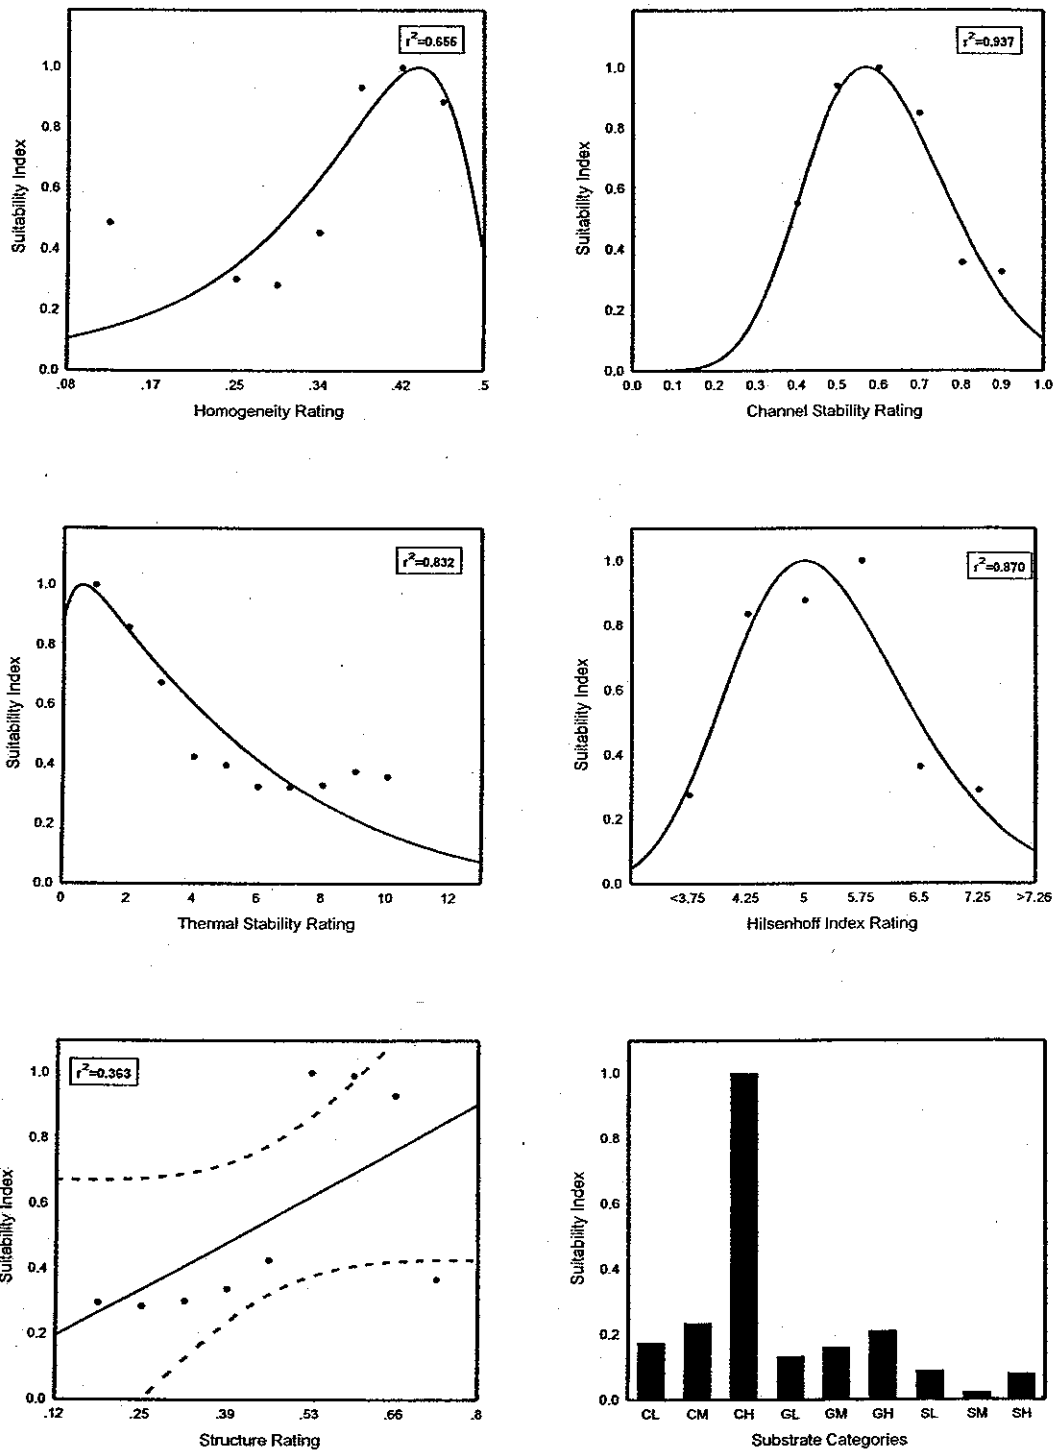 r²=0.655
1.0
0.8
0.6
0.4
0.2
0.0
Suitability Index
.08 .17 .25 .34 .42 .5
Homogeneity Rating
r²=0.937
1.0
0.8
0.6
0.4
0.2
0.0
Suitability Index
0.0 0.1 0.2 0.3 0.4 0.5 0.6 0.7 0.8 0.9 1.0
Channel Stability Rating
r²=0.832
1.0
0.8
0.6
0.4
0.2
0.0
Suitability Index
0 2 4 6 8 10 12
Thermal Stability Rating
r²=0.870
1.0
0.8
0.6
0.4
0.2
0.0
Suitability Index
<3.75 4.25 5 5.75 6.5 7.25 >7.26
Hilsenhoff Index Rating
r²=0.363
1.0
0.8
0.6
0.4
0.2
0.0
Suitability Index
.12 .25 .39 .53 .66 .8
Structure Rating
1.0
0.8
0.6
0.4
0.2
0.0
Suitability Index
CL CM CH GL GM GH SL SM SH
Substrate Categories